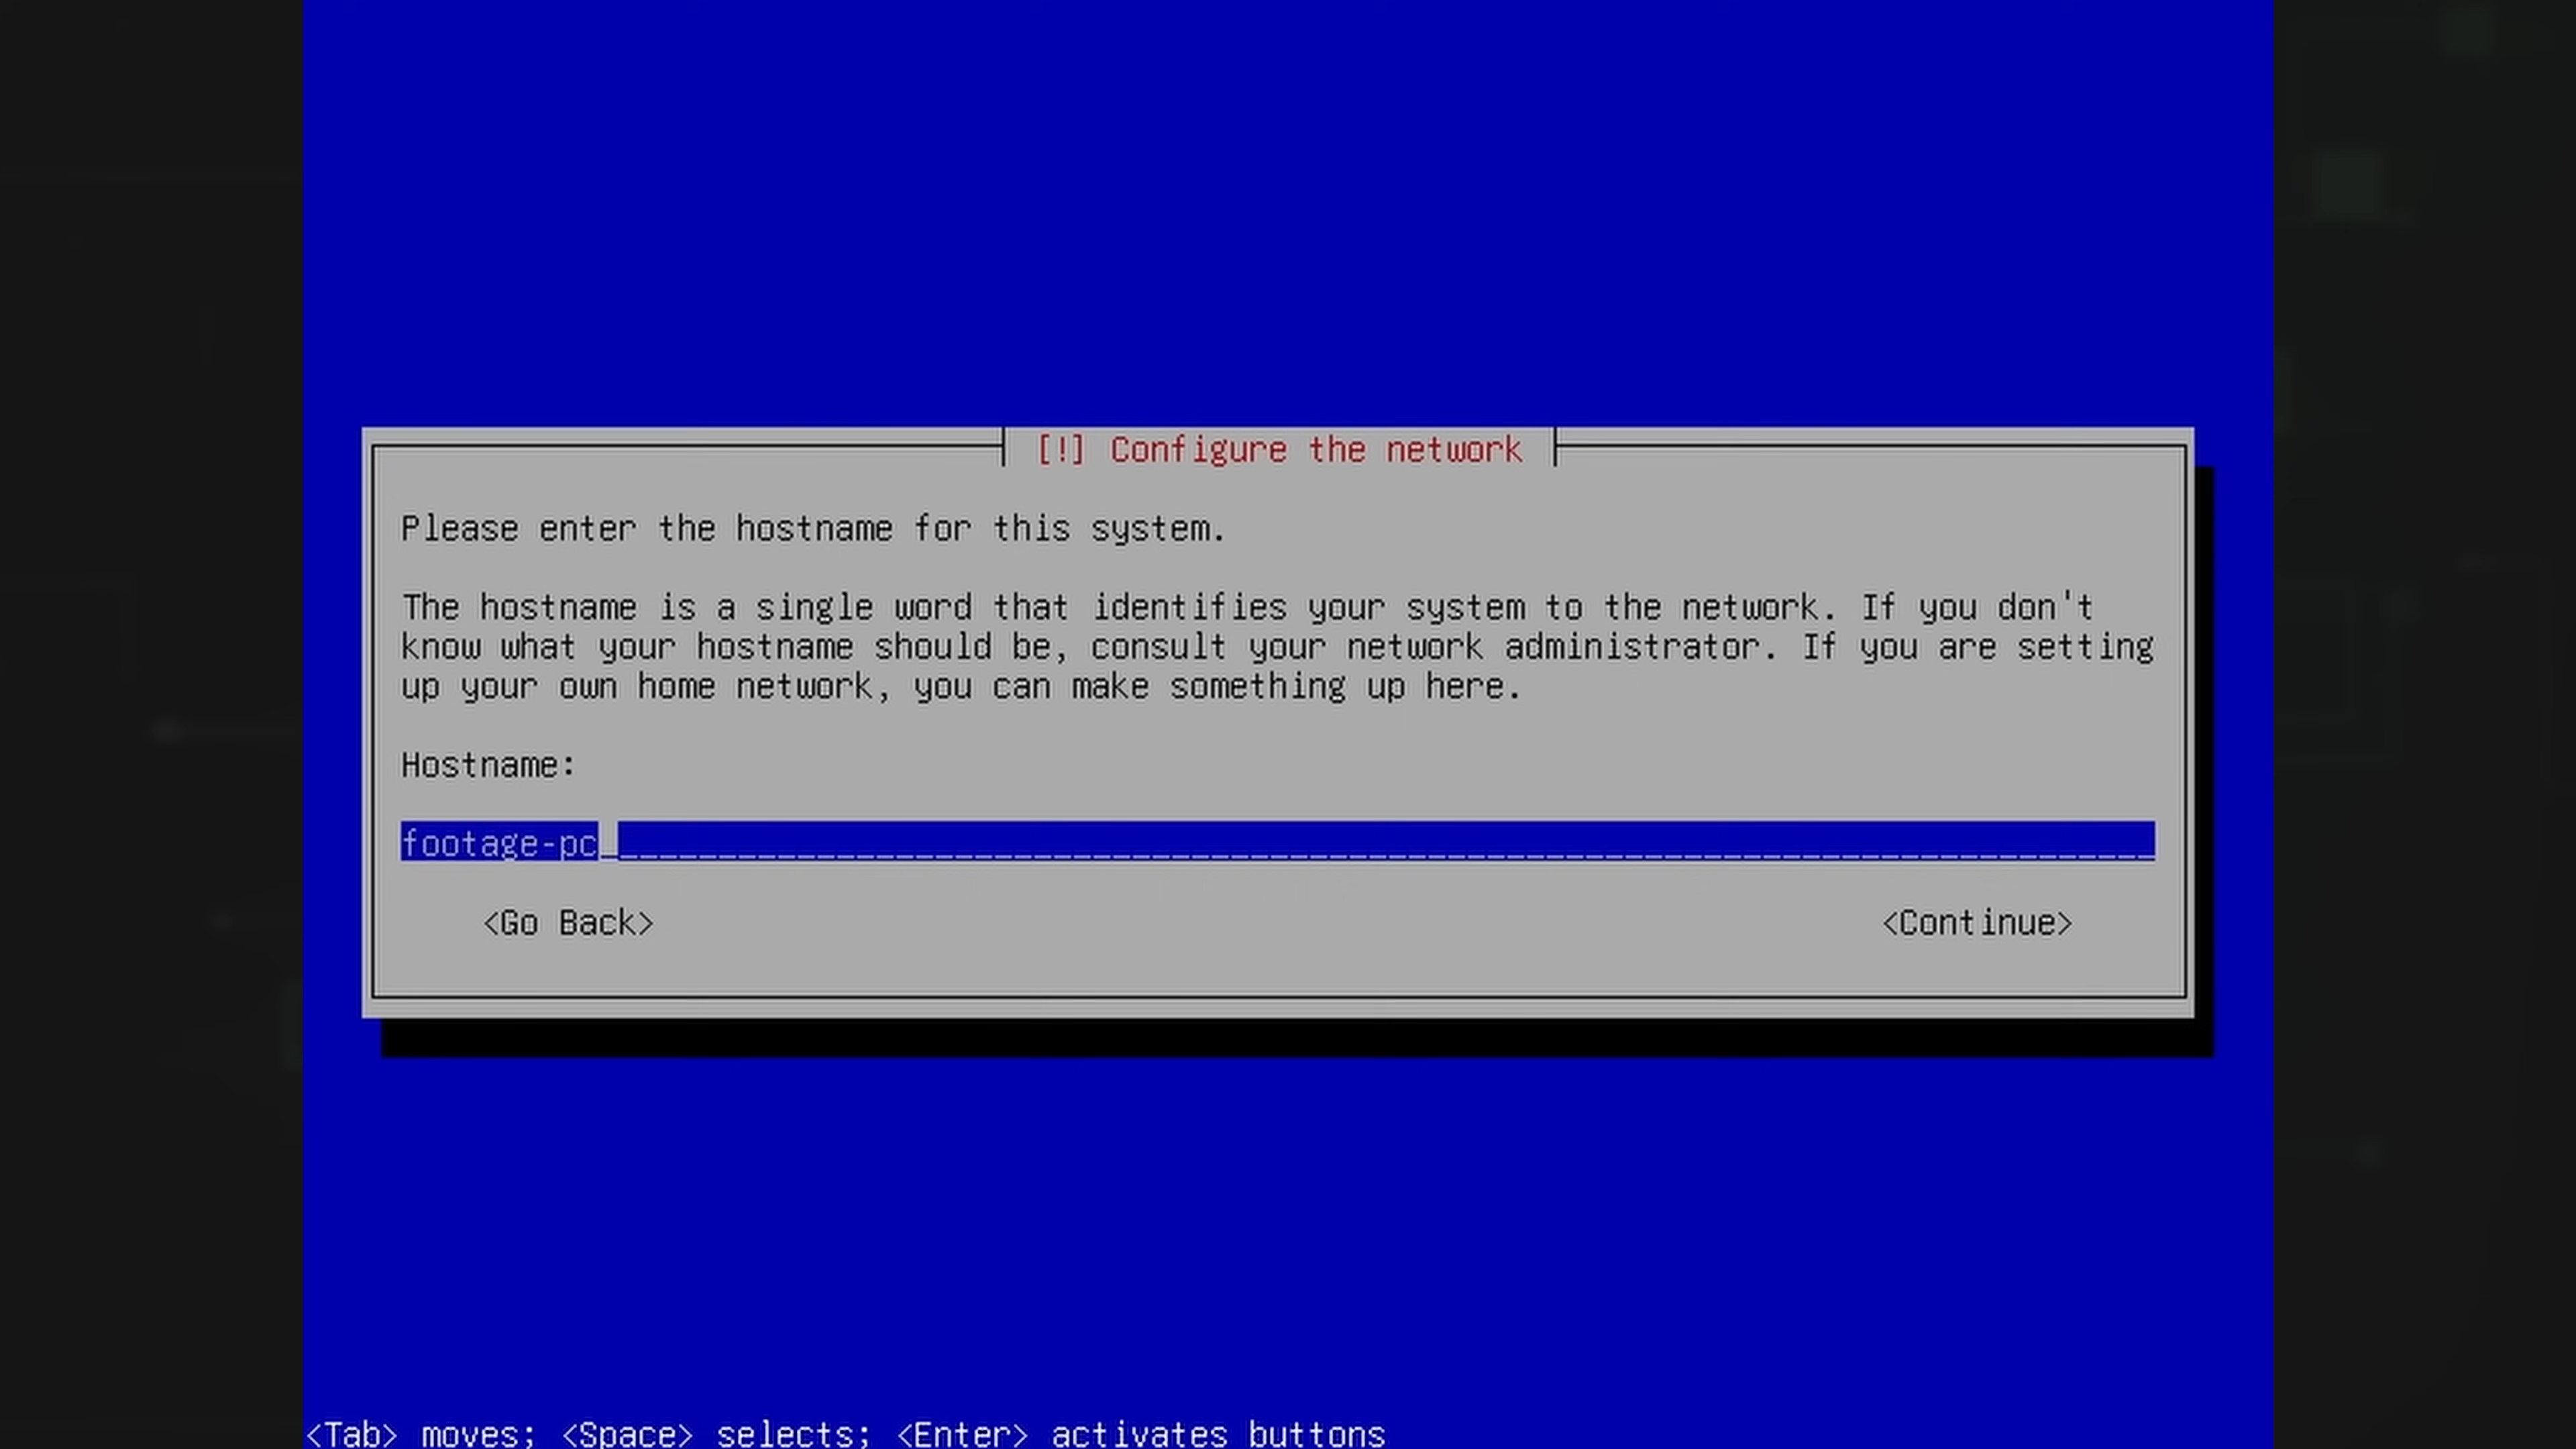 [!] Configure the network
Please enter the hostname for this system.
The hostname is a single word that identifies your system to the network. If you don't
know what your hostname should be, consult your network administrator. If you are setting
up your own home network, you can make something up here.
Hostname:
footage-pc
<Go Back> <Continue>
<Tab> moves; <Space> selects; <Enter> activates buttons